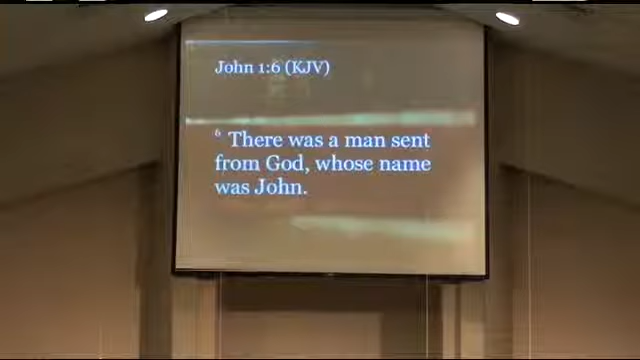 John 1:6 (KJV)
6 There was a man sent
from God, whose name
was John.